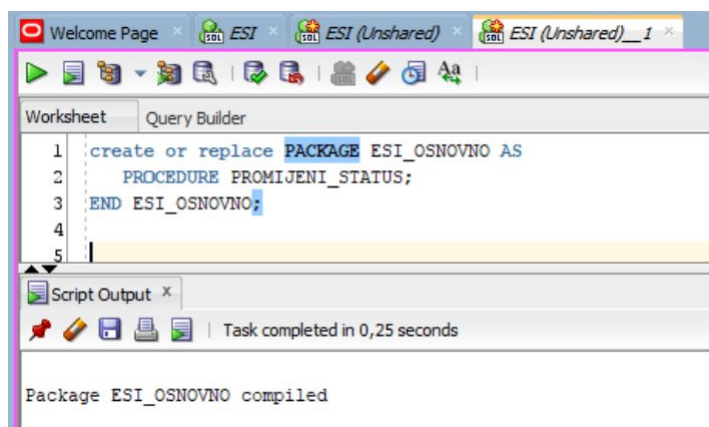 Welcome Page ESI ESI (Unshared) ESI (Unshared)__1
Worksheet Query Builder
1 create or replace PACKAGE ESI_OSNOVNO AS
2 PROCEDURE PROMIJENI_STATUS;
3 END ESI_OSNOVNO;
4
5
Script Output
Task completed in 0,25 seconds
Package ESI_OSNOVNO compiled